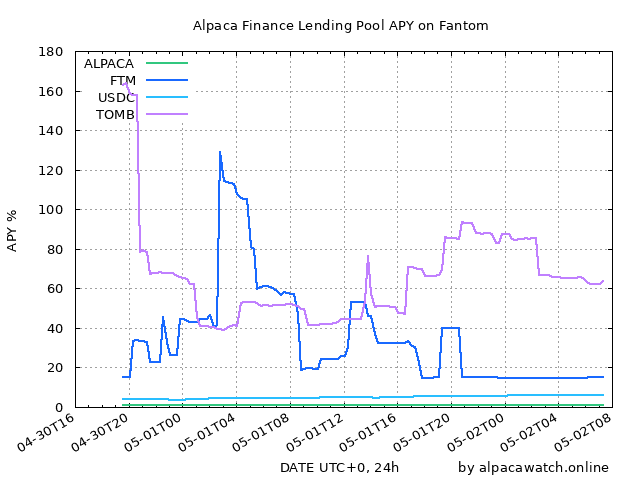 Alpaca Finance Lending Pool APY on Fantom
180
160
140
120
100
80
60
40
20
0
APY %
ALPACA
FTM
USDC
TOMB
04-30T16
04-30T20
05-01T00
05-01T04
05-01T08
05-01T12
05-01T16
05-01T20
05-02T00
05-02T04
05-02T08
DATE UTC+0, 24h
by alpacawatch.online